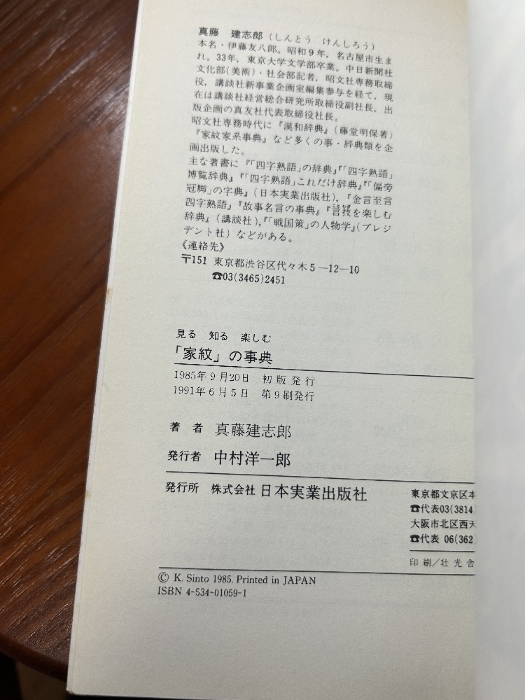 真藤　建志郎（しんとう　けんしろう）
本名・伊藤友八郎。昭和9年，名古屋市生ま
れ。33年，東京大学文学部卒業。中日新聞社
文化部(美術)・社会部記者，昭文社専務取締
役，講談社新事業企画室編集参与を経て，現
在は講談社経営総合研究所取締役副社長，出
版企画の真友社代表取締役社長。
昭文社専務時代に『漢和辞典』(藤堂明保著)
『家紋家系事典』など多くの事・辞典類を企
画出版した。
主な著書に『「四字熟語」の辞典』『「四字熟語」
博覧辞典』『「四字熟語」これだけ辞典』『「偏旁
冠脚」の字典』(日本実業出版社)，『金言至言
四字熟語』『故事名言の事典』『言技を楽しむ
辞典』(講談社)，『「戦国策」の人物学』(プレジ
デント社) などがある。
《連絡先》
〒151 東京都渋谷区代々木5―12―10
☎03(3465)2451
見る　知る　楽しむ
「家紋」の事典
1985年9月20日　初版発行
1991年6月5日　第9刷発行
著　者　真藤建志郎
発行者　中村洋一郎
発行所　株式会社 日本実業出版社
東京都文京区本
☎代表03(3814
大阪市北区西天
☎代表 06(362
印刷／壮光舎
© K. Sinto 1985. Printed in JAPAN
ISBN 4-534-01059-1